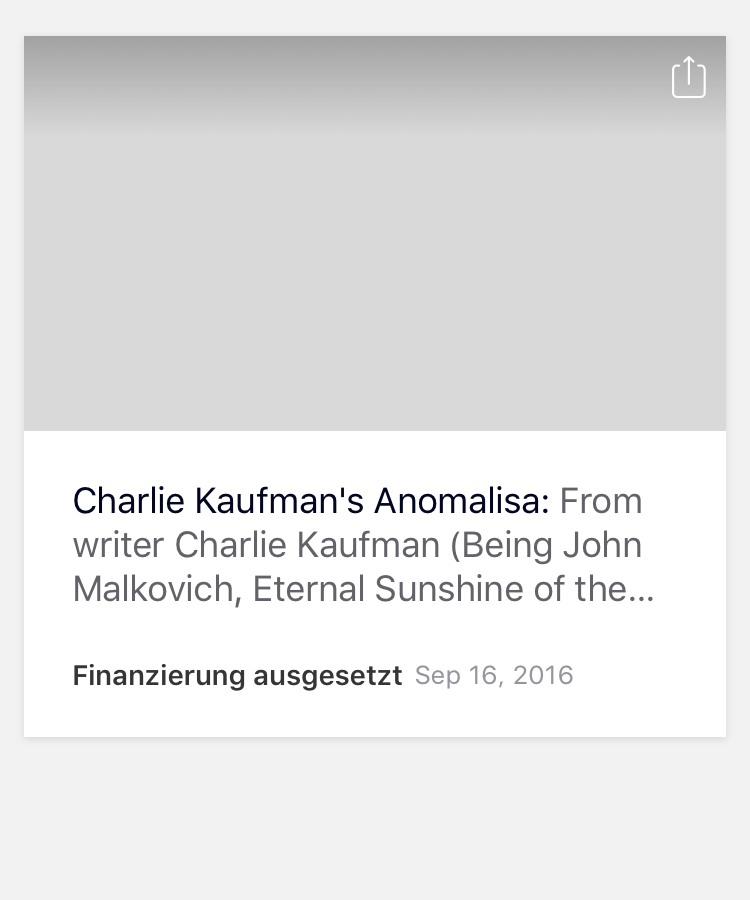 Charlie Kaufman's Anomalisa: From
writer Charlie Kaufman (Being John
Malkovich, Eternal Sunshine of the...
Finanzierung ausgesetzt Sep 16, 2016